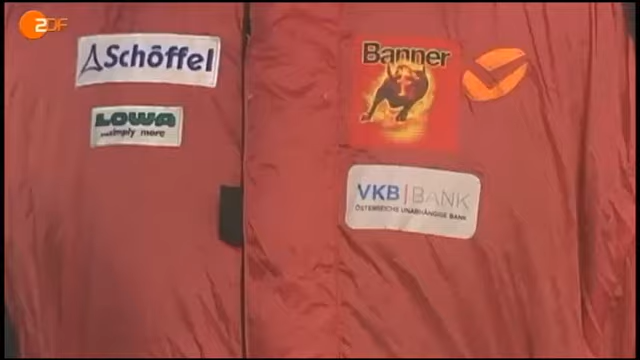 ZDF
Schöffel
LOWA
...simply more
Banner
VKB|BANK
ÖSTERREICHS UNABHÄNGIGE BANK